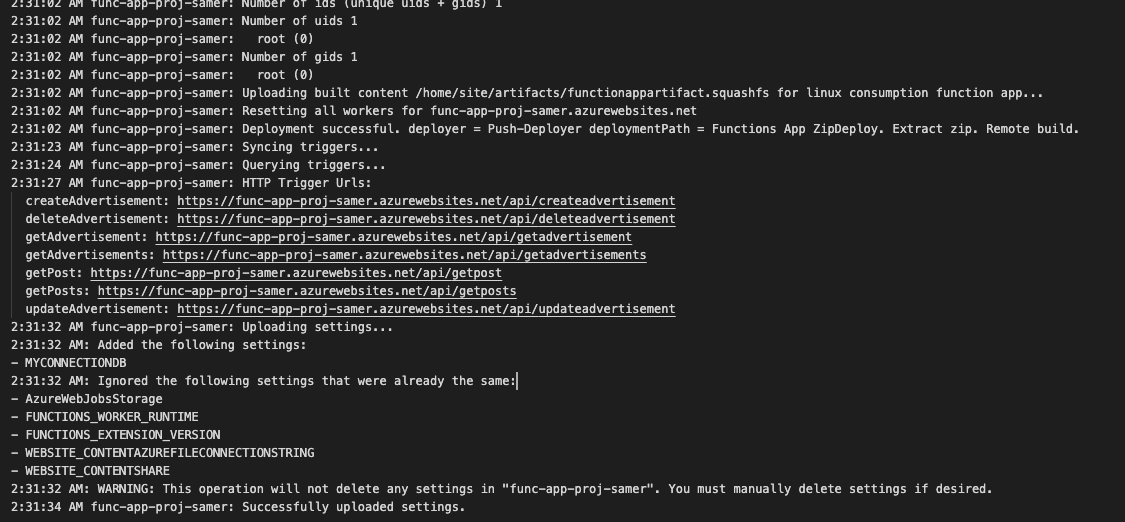 2:31:02 AM func-app-proj-samer: Number of ids (unique uids + gids) 1
2:31:02 AM func-app-proj-samer: Number of uids 1
2:31:02 AM func-app-proj-samer:   root (0)
2:31:02 AM func-app-proj-samer: Number of gids 1
2:31:02 AM func-app-proj-samer:   root (0)
2:31:02 AM func-app-proj-samer: Uploading built content /home/site/artifacts/functionappartifact.squashfs for linux consumption function app...
2:31:02 AM func-app-proj-samer: Resetting all workers for func-app-proj-samer.azurewebsites.net
2:31:02 AM func-app-proj-samer: Deployment successful. deployer = Push-Deployer deploymentPath = Functions App ZipDeploy. Extract zip. Remote build.
2:31:23 AM func-app-proj-samer: Syncing triggers...
2:31:24 AM func-app-proj-samer: Querying triggers...
2:31:27 AM func-app-proj-samer: HTTP Trigger Urls:
createAdvertisement: https://func-app-proj-samer.azurewebsites.net/api/createadvertisement
deleteAdvertisement: https://func-app-proj-samer.azurewebsites.net/api/deleteadvertisement
getAdvertisement: https://func-app-proj-samer.azurewebsites.net/api/getadvertisement
getAdvertisements: https://func-app-proj-samer.azurewebsites.net/api/getadvertisements
getPost: https://func-app-proj-samer.azurewebsites.net/api/getpost
getPosts: https://func-app-proj-samer.azurewebsites.net/api/getposts
updateAdvertisement: https://func-app-proj-samer.azurewebsites.net/api/updateadvertisement
2:31:32 AM func-app-proj-samer: Uploading settings...
2:31:32 AM: Added the following settings:
- MYCONNECTIONDB
2:31:32 AM: Ignored the following settings that were already the same:
- AzureWebJobsStorage
- FUNCTIONS_WORKER_RUNTIME
- FUNCTIONS_EXTENSION_VERSION
- WEBSITE_CONTENTAZUREFILECONNECTIONSTRING
- WEBSITE_CONTENTSHARE
2:31:32 AM: WARNING: This operation will not delete any settings in "func-app-proj-samer". You must manually delete settings if desired.
2:31:34 AM func-app-proj-samer: Successfully uploaded settings.